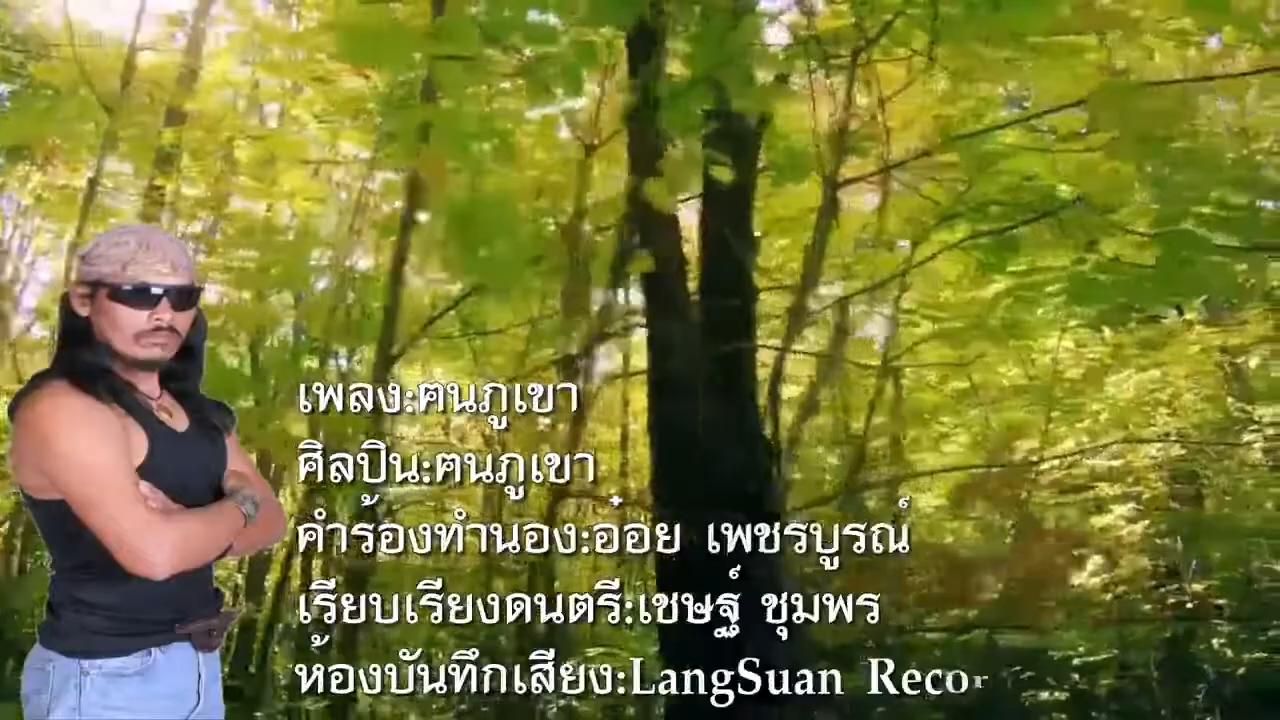 เพลง:ฅนภูเขา
ศิลปิน:ฅนภูเขา
คำร้องทำนอง:อ๋อย เพชรบูรณ์
เรียบเรียงดนตรี:เชษฐ์ ชุมพร
ห้องบันทึกเสียง:LangSuan Recor